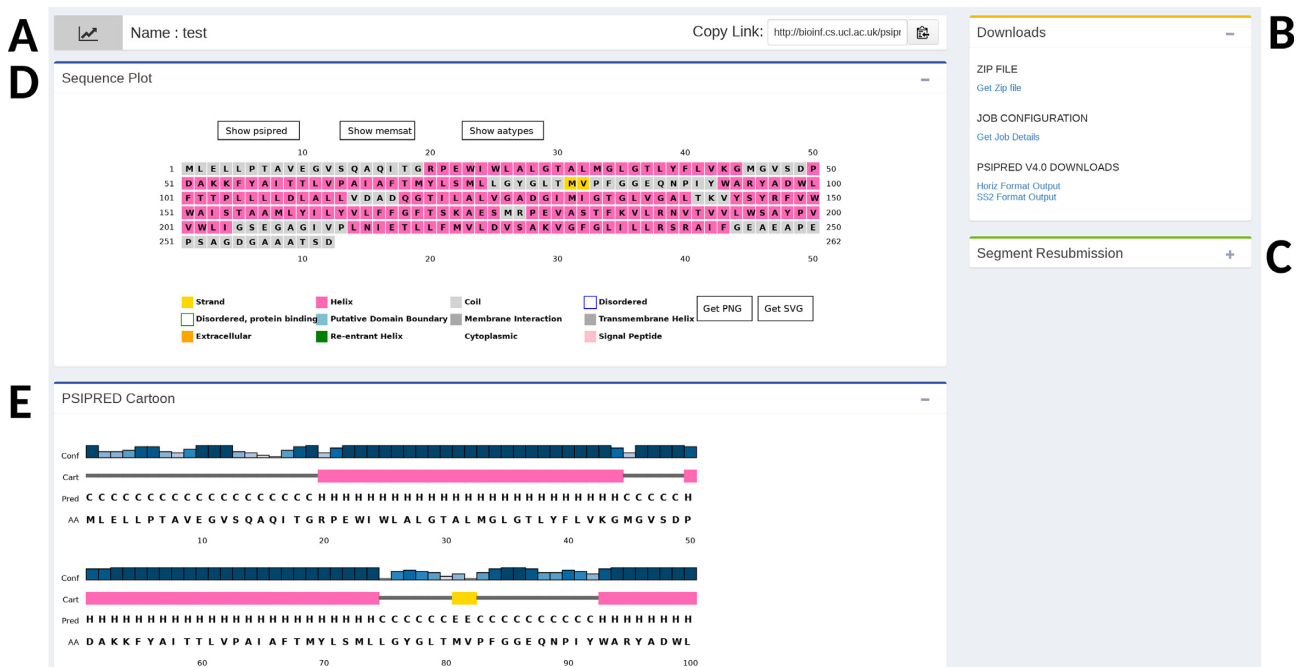 A
Name : test
Copy Link:
http://bioinf.cs.ucl.ac.uk/psipr
B
Downloads
ZIP FILE
Get Zip file
JOB CONFIGURATION
Get Job Details
PSIPRED V4.0 DOWNLOADS
Horiz Format Output
SS2 Format Output
C
Segment Resubmission
D
Sequence Plot
Show psipred Show memsat Show aatypes
10 20 30 40 50
1 M L E L L P T A V E G V S Q A Q I T G R P E W I W L A L G T A L M G L G T L Y F L V K G M G V S D P 50
51 D A K K F Y A I T T L V P A I A F T M Y L S M L L G Y G L T M V P F G G E Q N P I Y W A R Y A D W L 100
101 F T T P L L L L D L A L L V D A D Q G T I L A L V G A D G I M I G T G L V G A L T K V Y S Y R F V W 150
151 W A I S T A A M L Y I L Y V L F F G F T S K A E S M R P E V A S T F K V L R N V T V V L W S A Y P V 200
201 V W L I G S E G A G I V P L N I E T L L F M V L D V S A K V G F G L I L L R S R A I F G E A E A P E 250
251 P S A G D G A A A T S D 262
10 20 30 40 50
Strand Helix Coil Disordered
Disordered, protein binding Putative Domain Boundary Membrane Interaction Transmembrane Helix
Extracellular Re-entrant Helix Cytoplasmic Signal Peptide
Get PNG Get SVG
E
PSIPRED Cartoon
Conf
Cart
Pred C C C C C C C C C C C C C C C C C C C H H H H H H H H H H H H H H H H H H H H H H H H H C C C C C H
AA M L E L L P T A V E G V S Q A Q I T G R P E W I W L A L G T A L M G L G T L Y F L V K G M G V S D P
10 20 30 40 50
Conf
Cart
Pred H H H H H H H H H H H H H H H H H H H H H H H H C C C C C C E E C C C C C C C C C C H H H H H H H H
AA D A K K F Y A I T T L V P A I A F T M Y L S M L L G Y G L T M V P F G G E Q N P I Y W A R Y A D W L
60 70 80 90 100